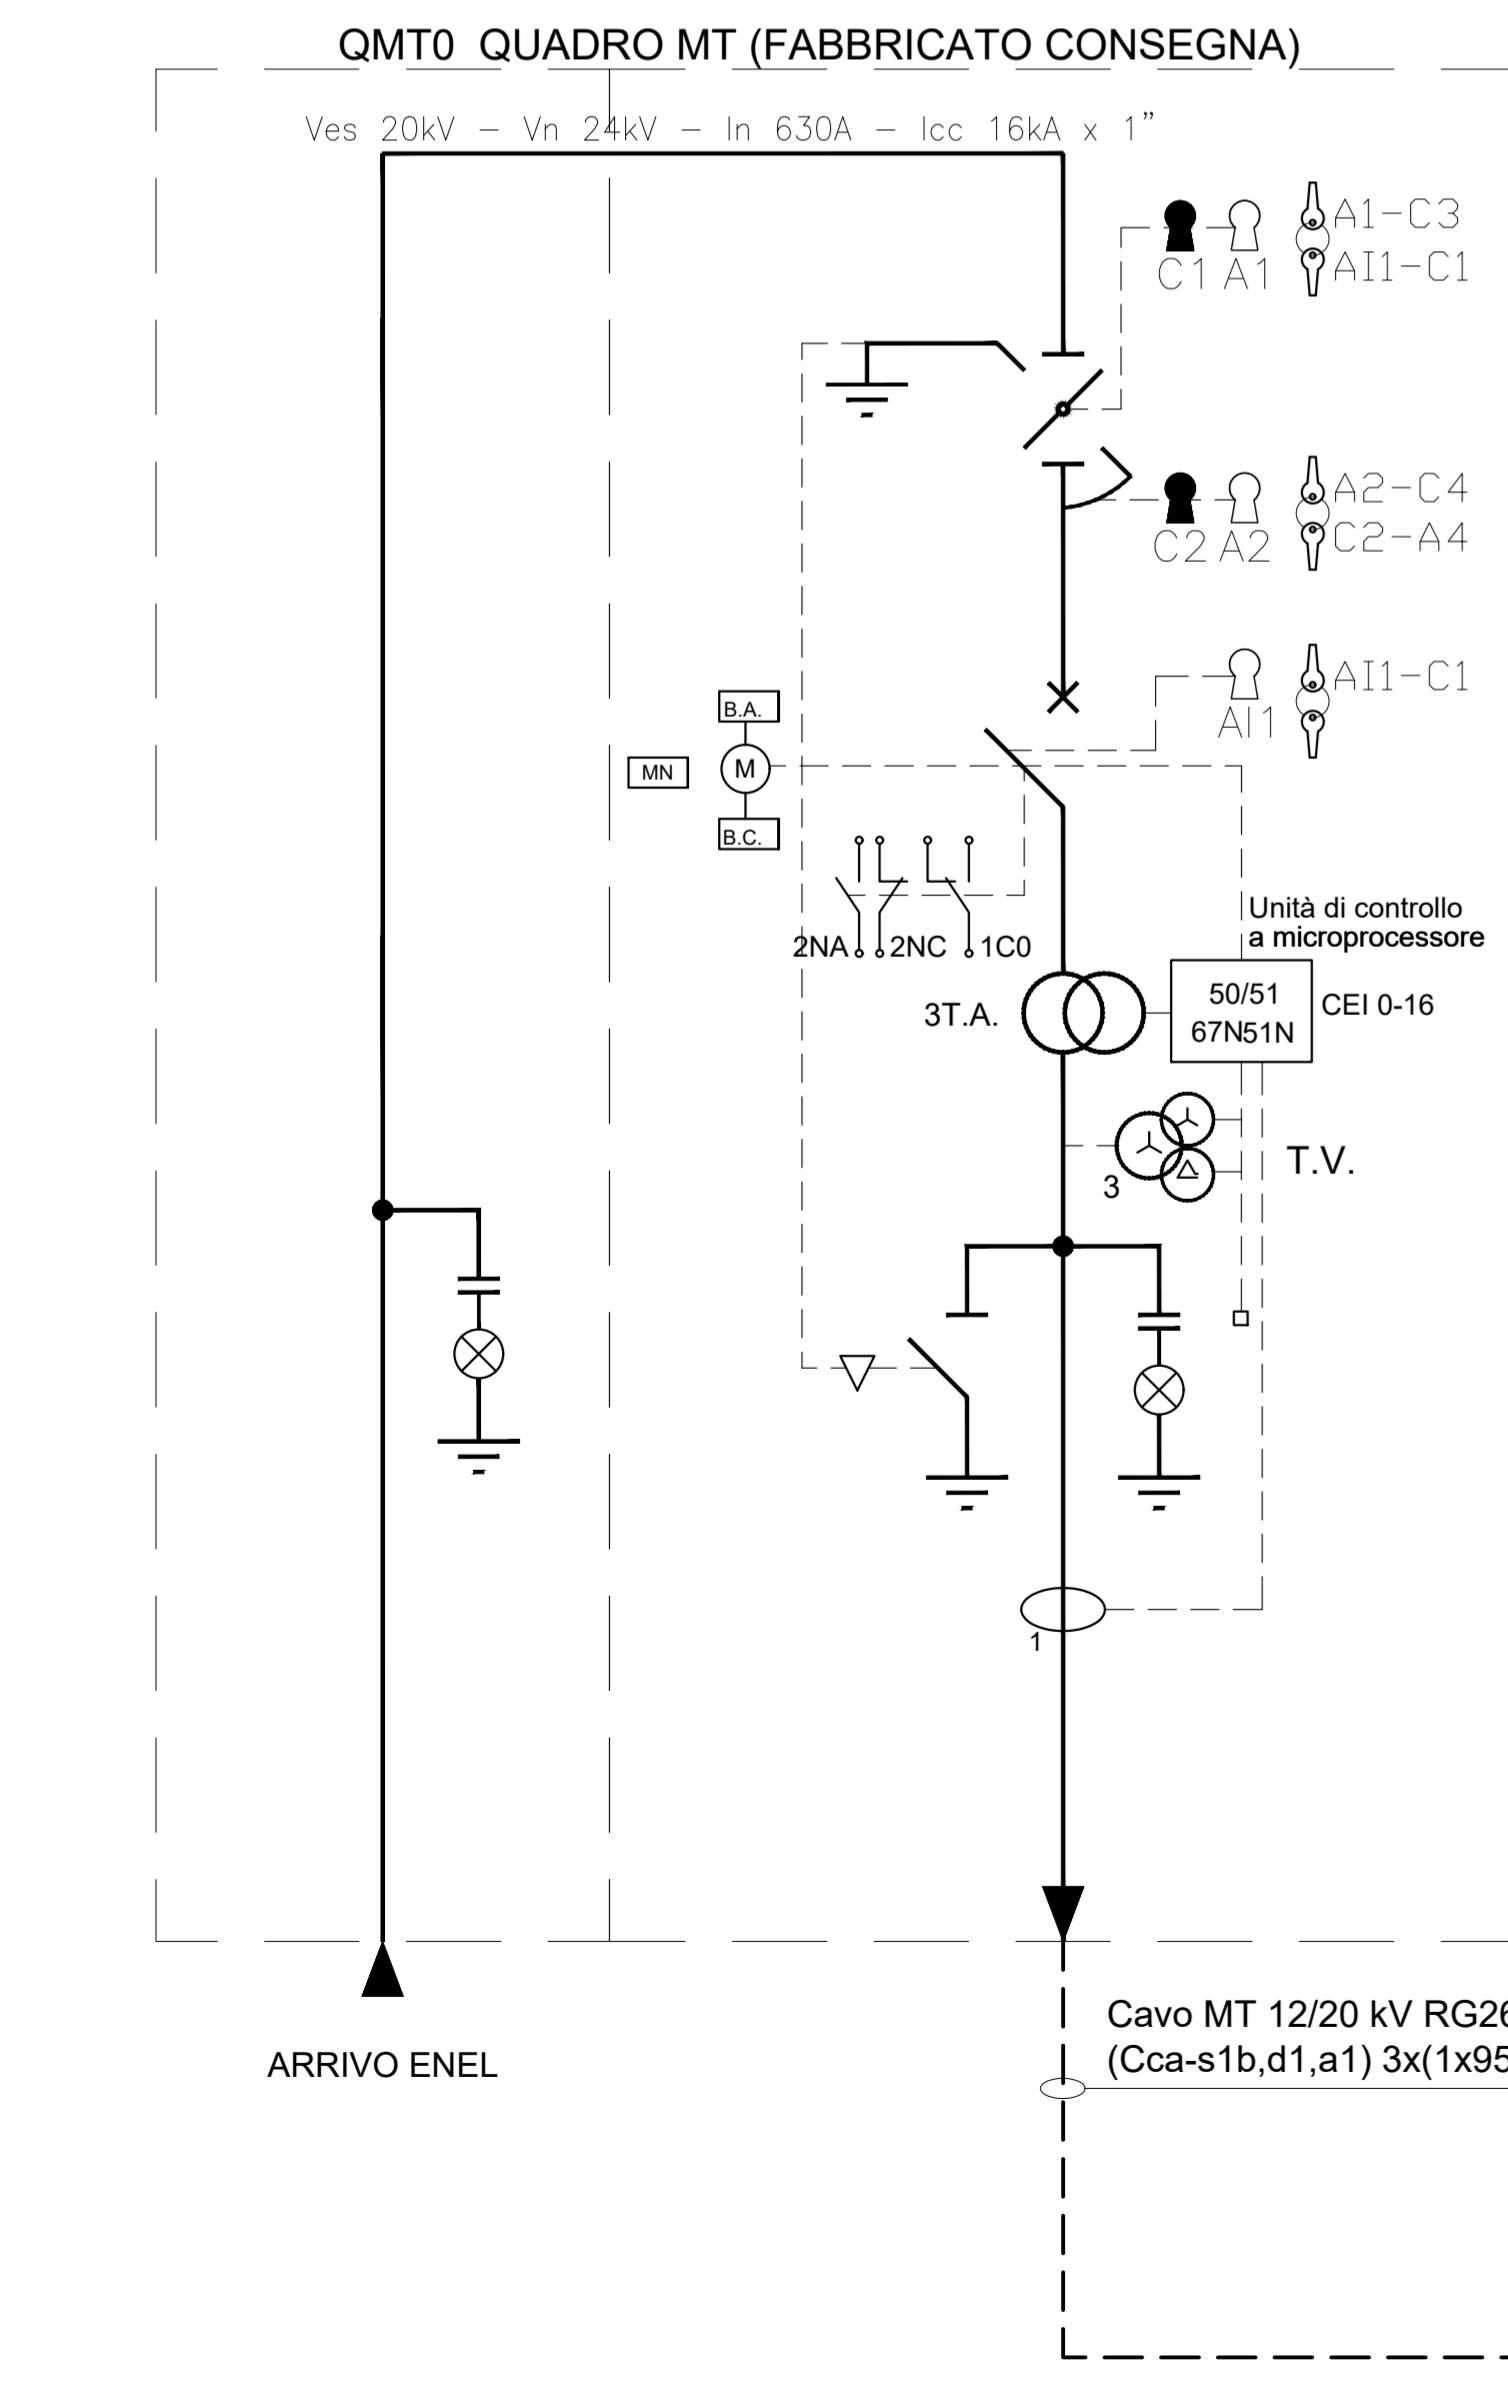 QMT0 QUADRO MT (FABBRICATO CONSEGNA)
Ves 20kV - Vn 24kV - In 630A - Icc 16kA x 1”
A1-C3
AI1-C1
C1 A1
A2-C4
C2-A4
C2 A2
AI1-C1
AI1
B.A.
MN
M
B.C.
2NA
2NC
1C0
Unità di controllo
a microprocessore
50/51
67N51N
CEI 0-16
3T.A.
T.V.
3
1
ARRIVO ENEL
Cavo MT 12/20 kV RG26
(Cca-s1b,d1,a1) 3x(1x95